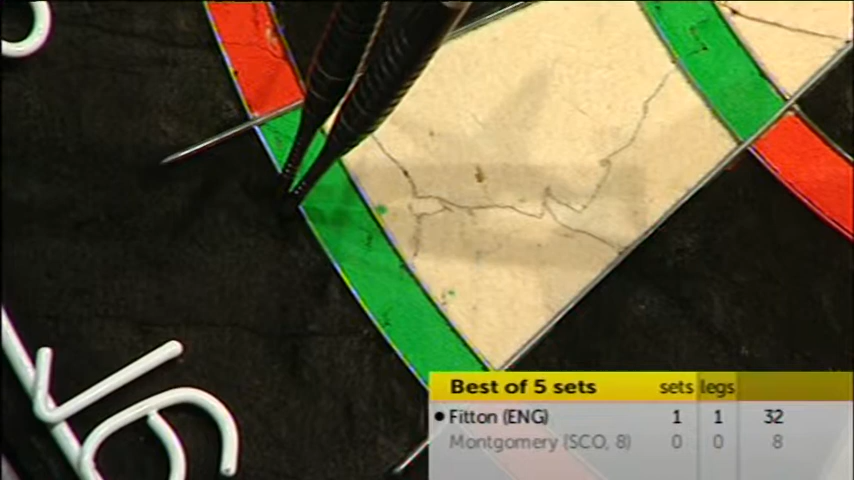 Best of 5 sets sets legs
Fitton (ENG) 1 1 32
Montgomery (SCO, 8) 0 0 8